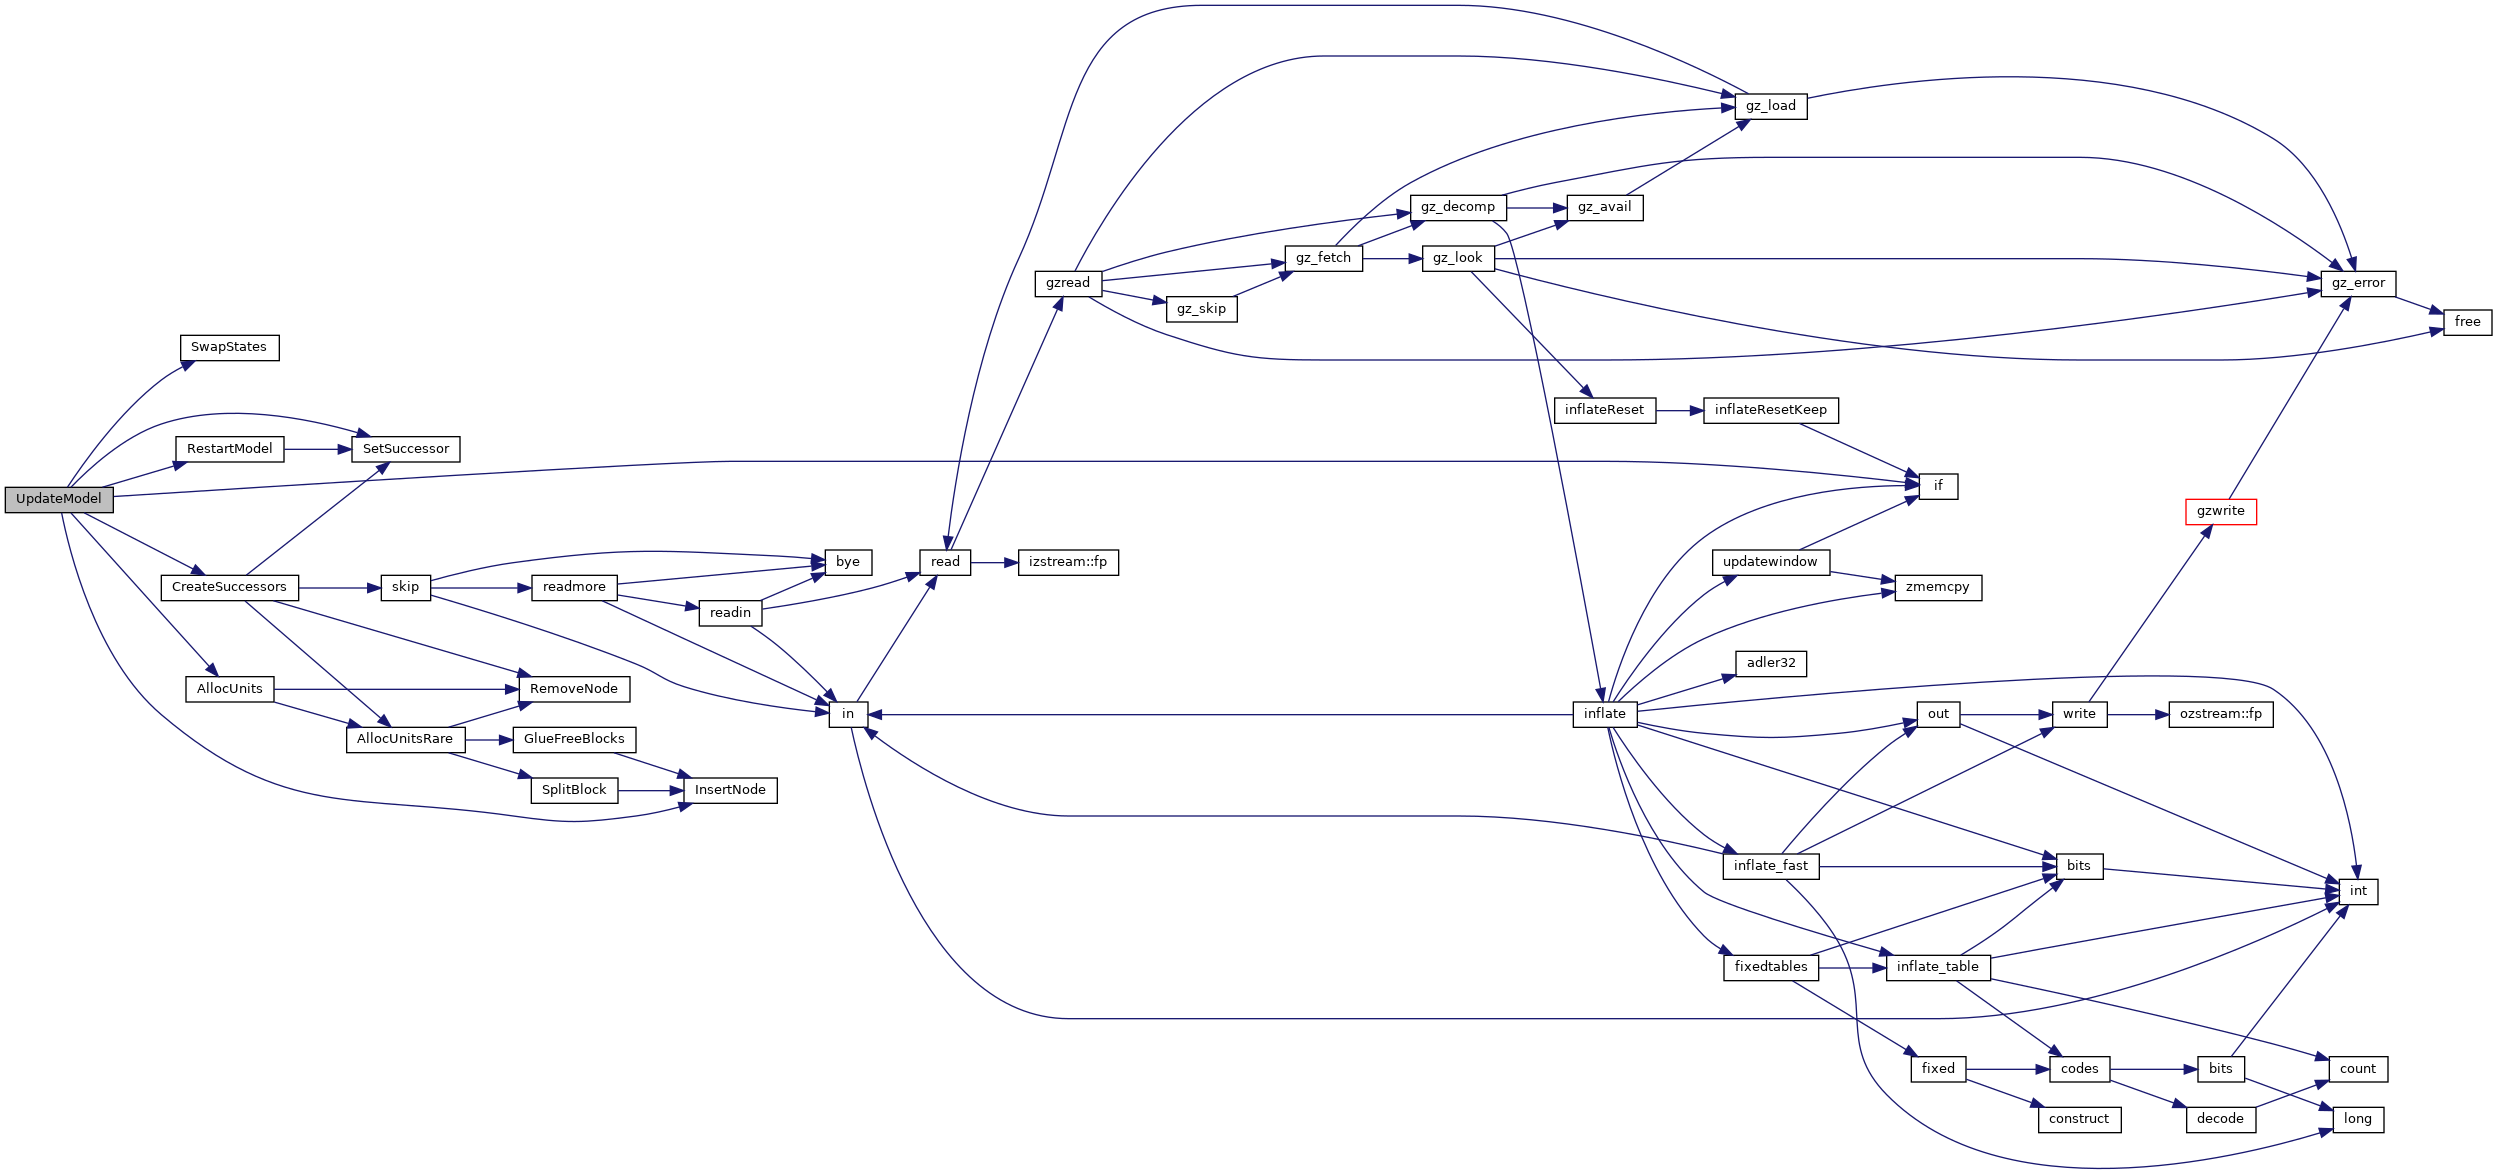 UpdateModel
SwapStates
RestartModel
SetSuccessor
CreateSuccessors
AllocUnits
AllocUnitsRare
skip
readmore
readin
bye
RemoveNode
GlueFreeBlocks
SplitBlock
InsertNode
in
read
izstream::fp
gzread
gz_skip
gz_fetch
gz_decomp
gz_look
gz_avail
gz_load
gz_error
free
inflateReset
inflateResetKeep
if
updatewindow
zmemcpy
adler32
inflate
out
write
gzwrite
ozstream::fp
inflate_fast
bits
int
fixedtables
inflate_table
fixed
codes
bits
count
construct
decode
long